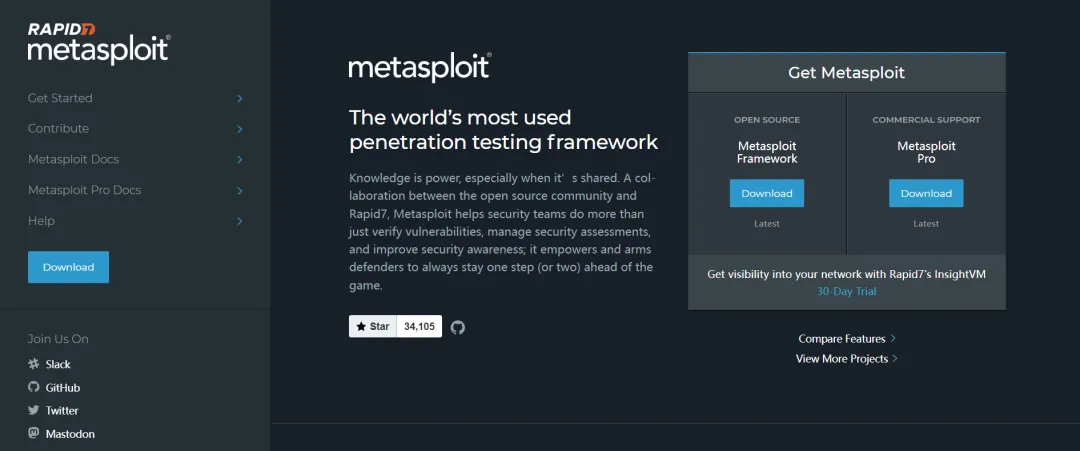 RAPID7
metasploit®
Get Started
Contribute
Metasploit Docs
Metasploit Pro Docs
Help
Download
Join Us On
Slack
GitHub
Twitter
Mastodon
metasploit®
The world’s most used
penetration testing framework
Knowledge is power, especially when it’s shared. A col-
laboration between the open source community and
Rapid7, Metasploit helps security teams do more than
just verify vulnerabilities, manage security assessments,
and improve security awareness; it empowers and arms
defenders to always stay one step (or two) ahead of the
game.
Star 34,105
Get Metasploit
OPEN SOURCE
Metasploit
Framework
Download
Latest
COMMERCIAL SUPPORT
Metasploit
Pro
Download
Latest
Get visibility into your network with Rapid7's InsightVM
30-Day Trial
Compare Features
View More Projects